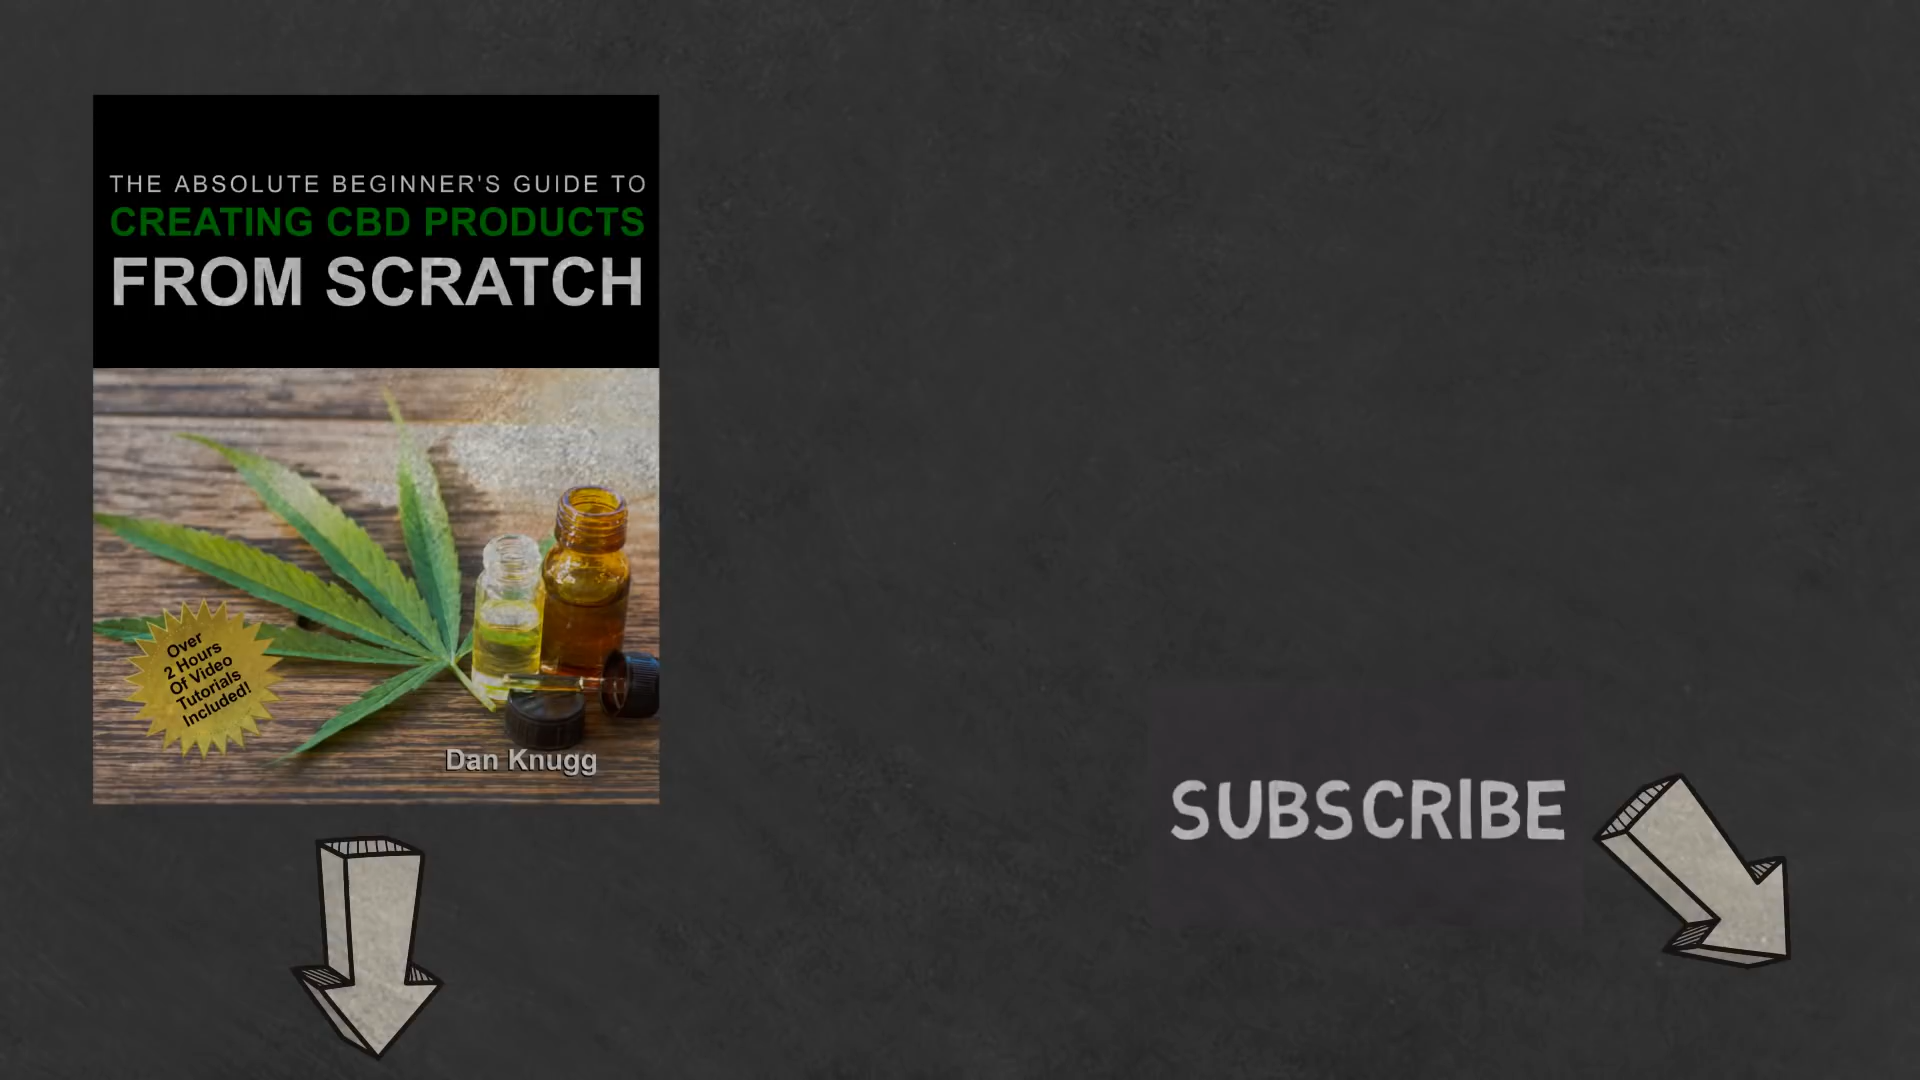 THE ABSOLUTE BEGINNER'S GUIDE TO
CREATING CBD PRODUCTS
FROM SCRATCH
Over
2 Hours
Of Video
Tutorials
Included!
Dan Knugg
SUBSCRIBE